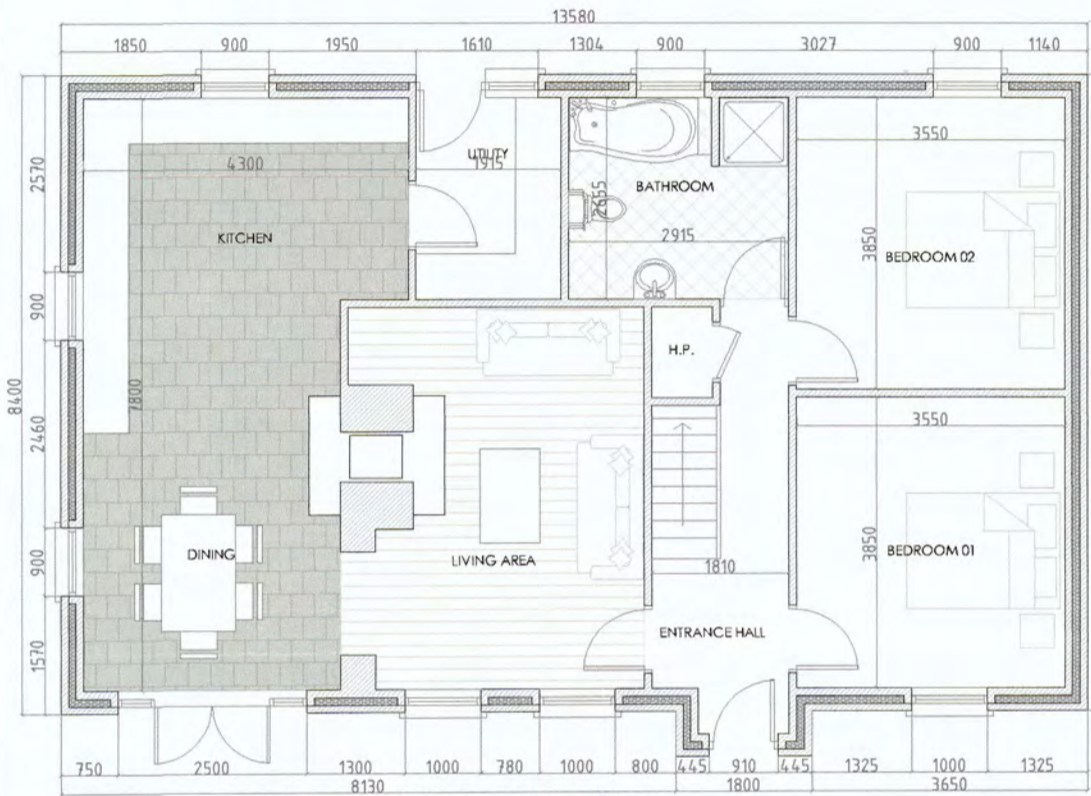 13580
1850 900 1950 1610 1304 900 3027 900 1140
3550
UTILITY
1915
4300
2570
BATHROOM
2655
KITCHEN
2915
3850
BEDROOM 02
900
H.P.
8400
7800
2460
3550
DINING
900
LIVING AREA
1810
3850
BEDROOM 01
ENTRANCE HALL
1570
750 2500 1300 1000 780 1000 800 445 910 445 1325 1000 1325
8130 1800 3650